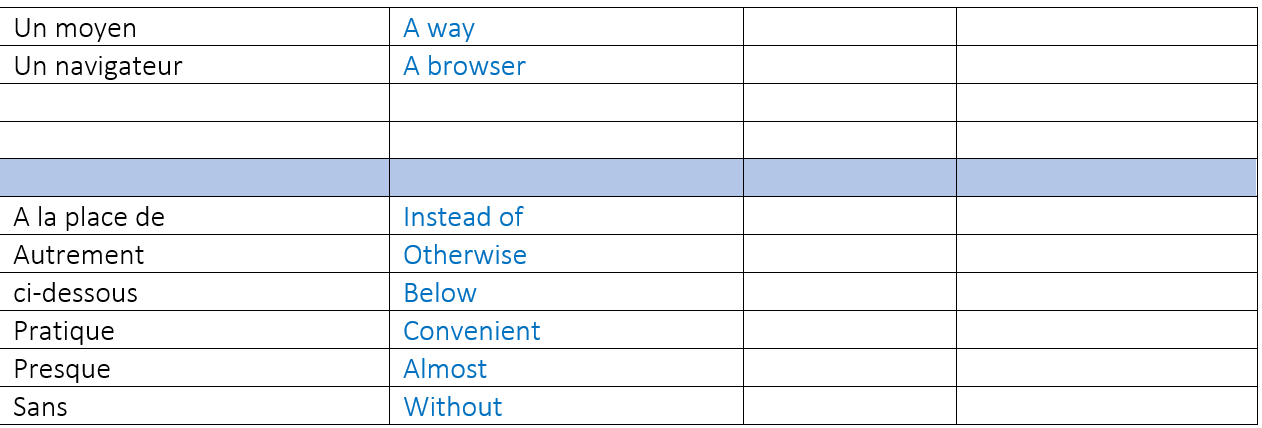 Un moyen A way
Un navigateur A browser
A la place de Instead of
Autrement Otherwise
ci-dessous Below
Pratique Convenient
Presque Almost
Sans Without